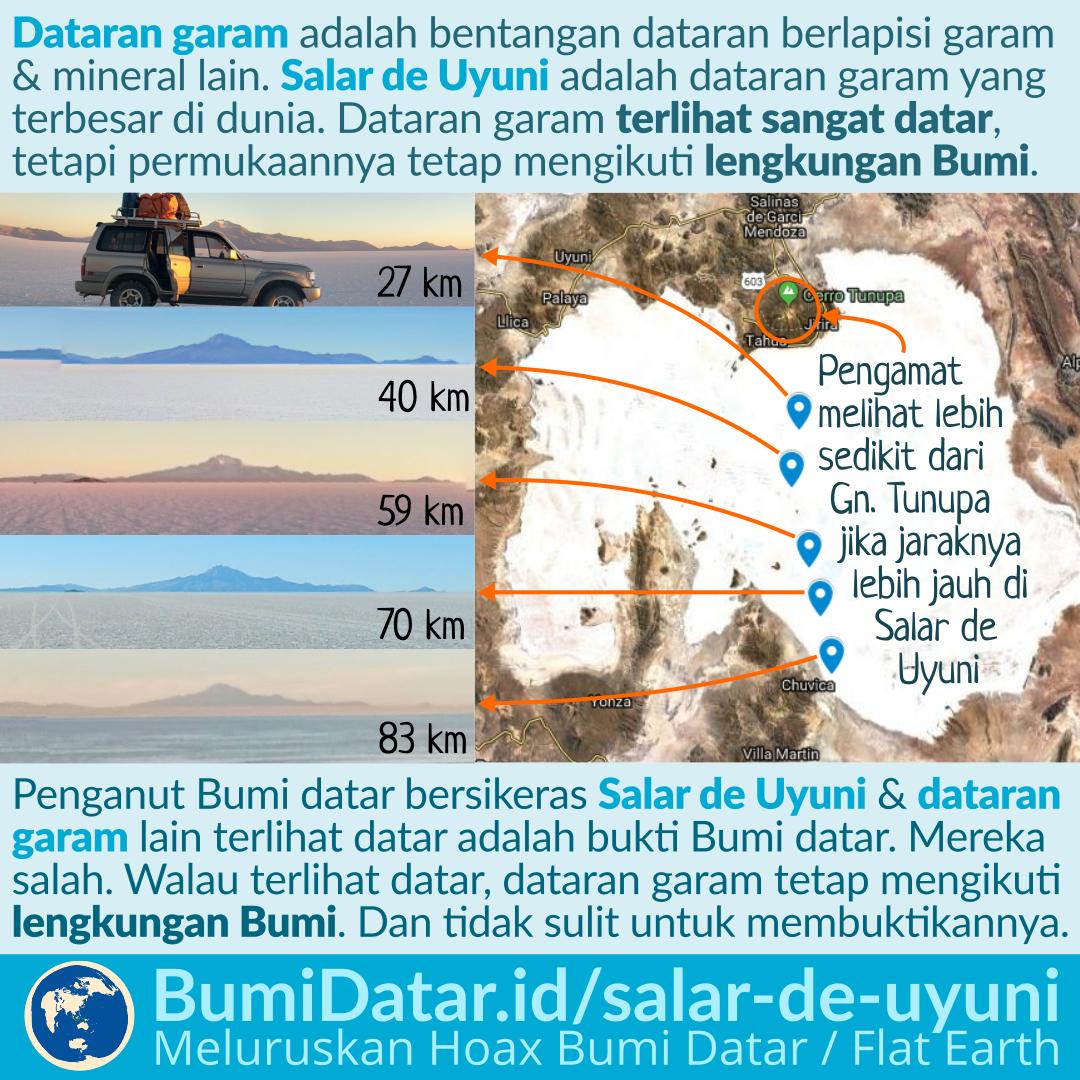 Dataran garam adalah bentangan dataran berlapisi garam
& mineral lain. Salar de Uyuni adalah dataran garam yang
terbesar di dunia. Dataran garam terlihat sangat datar,
tetapi permukaannya tetap mengikuti lengkungan Bumi.
27 km
40 km
59 km
70 km
83 km
Salinas
de Garci
Mendoza
Uyuni
603
Cerro Tunupa
Palaya
Llica
Jirira
Tahua
Pengamat
melihat lebih
sedikit dari
Gn. Tunupa
jika jaraknya
lebih jauh di
Salar de
Uyuni
Chuvica
Yonza
Villa Martin
Penganut Bumi datar bersikeras Salar de Uyuni & dataran
garam lain terlihat datar adalah bukti Bumi datar. Mereka
salah. Walau terlihat datar, dataran garam tetap mengikuti
lengkungan Bumi. Dan tidak sulit untuk membuktikannya.
BumiDatar.id/salar-de-uyuni
Meluruskan Hoax Bumi Datar / Flat Earth